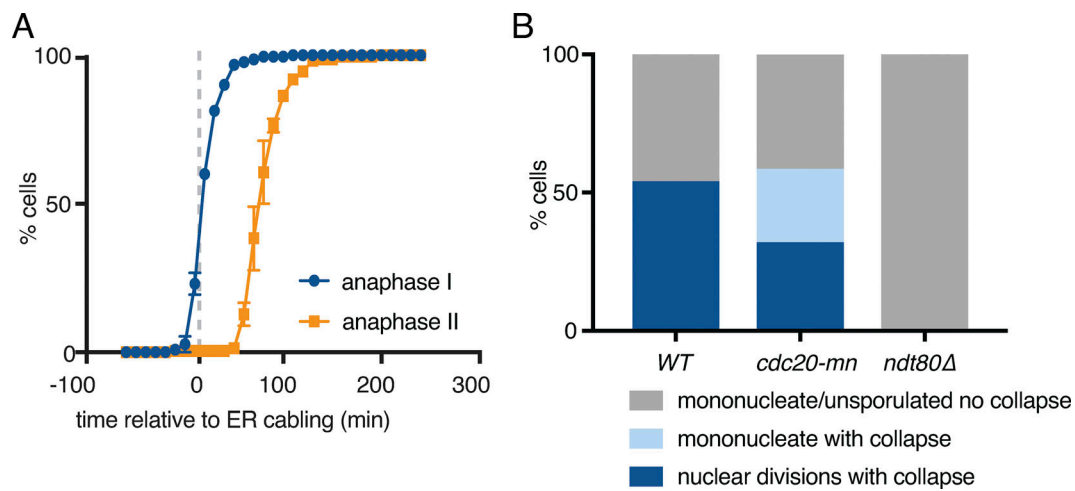 A
100
50
0
% cells
-100
0
100
200
300
time relative to ER cabling (min)
anaphase I
anaphase II
B
100
50
0
% cells
WT
cdc20-mn
ndt80Δ
mononucleate/unsporulated no collapse
mononucleate with collapse
nuclear divisions with collapse